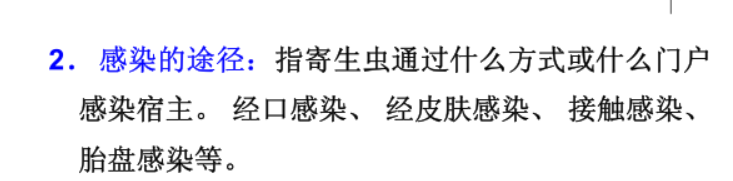 2. 感染的途径：指寄生虫通过什么方式或什么门户
感染宿主。 经口感染、 经皮肤感染、 接触感染、
胎盘感染等。